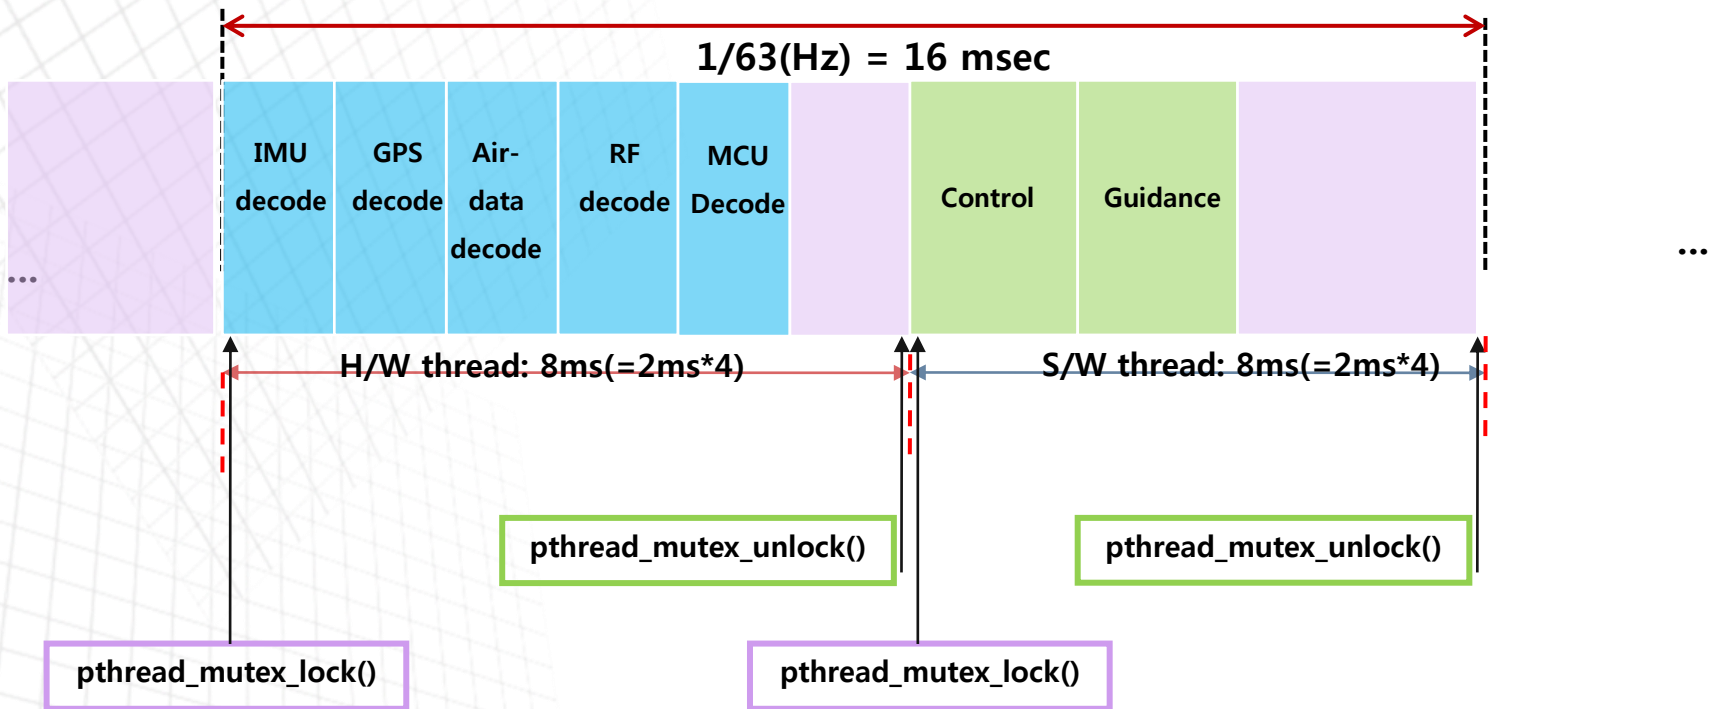 1/63(Hz) = 16 msec
IMU
decode
GPS
decode
Air-
data
decode
RF
decode
MCU
Decode
Control
Guidance
...
...
H/W thread: 8ms(=2ms*4)
S/W thread: 8ms(=2ms*4)
pthread_mutex_unlock()
pthread_mutex_unlock()
pthread_mutex_lock()
pthread_mutex_lock()